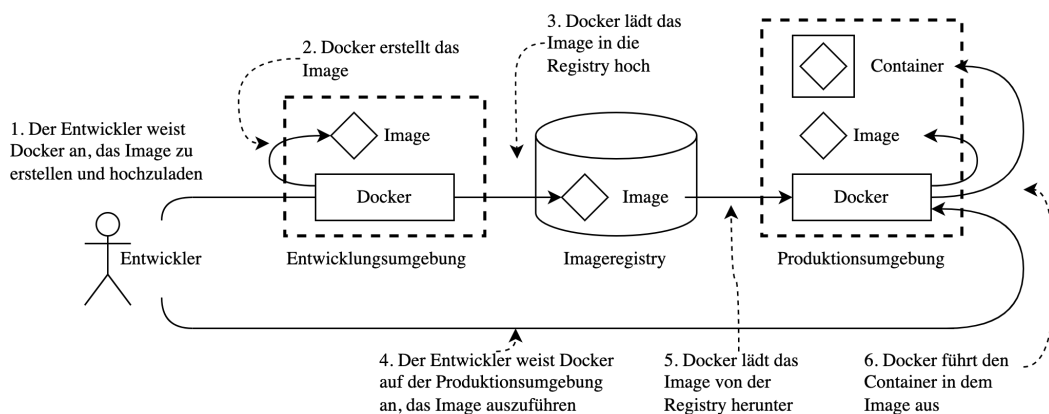 1. Der Entwickler weist
Docker an, das Image zu
erstellen und hochzuladen
2. Docker erstellt das
Image
3. Docker lädt das
Image in die
Registry hoch
Container
Image
Image
Docker
Image
Docker
Entwickler
Entwicklungsumgebung
Imageregistry
Produktionsumgebung
4. Der Entwickler weist Docker
auf der Produktionsumgebung
an, das Image auszuführen
5. Docker lädt das
Image von der
Registry herunter
6. Docker führt den
Container in dem
Image aus